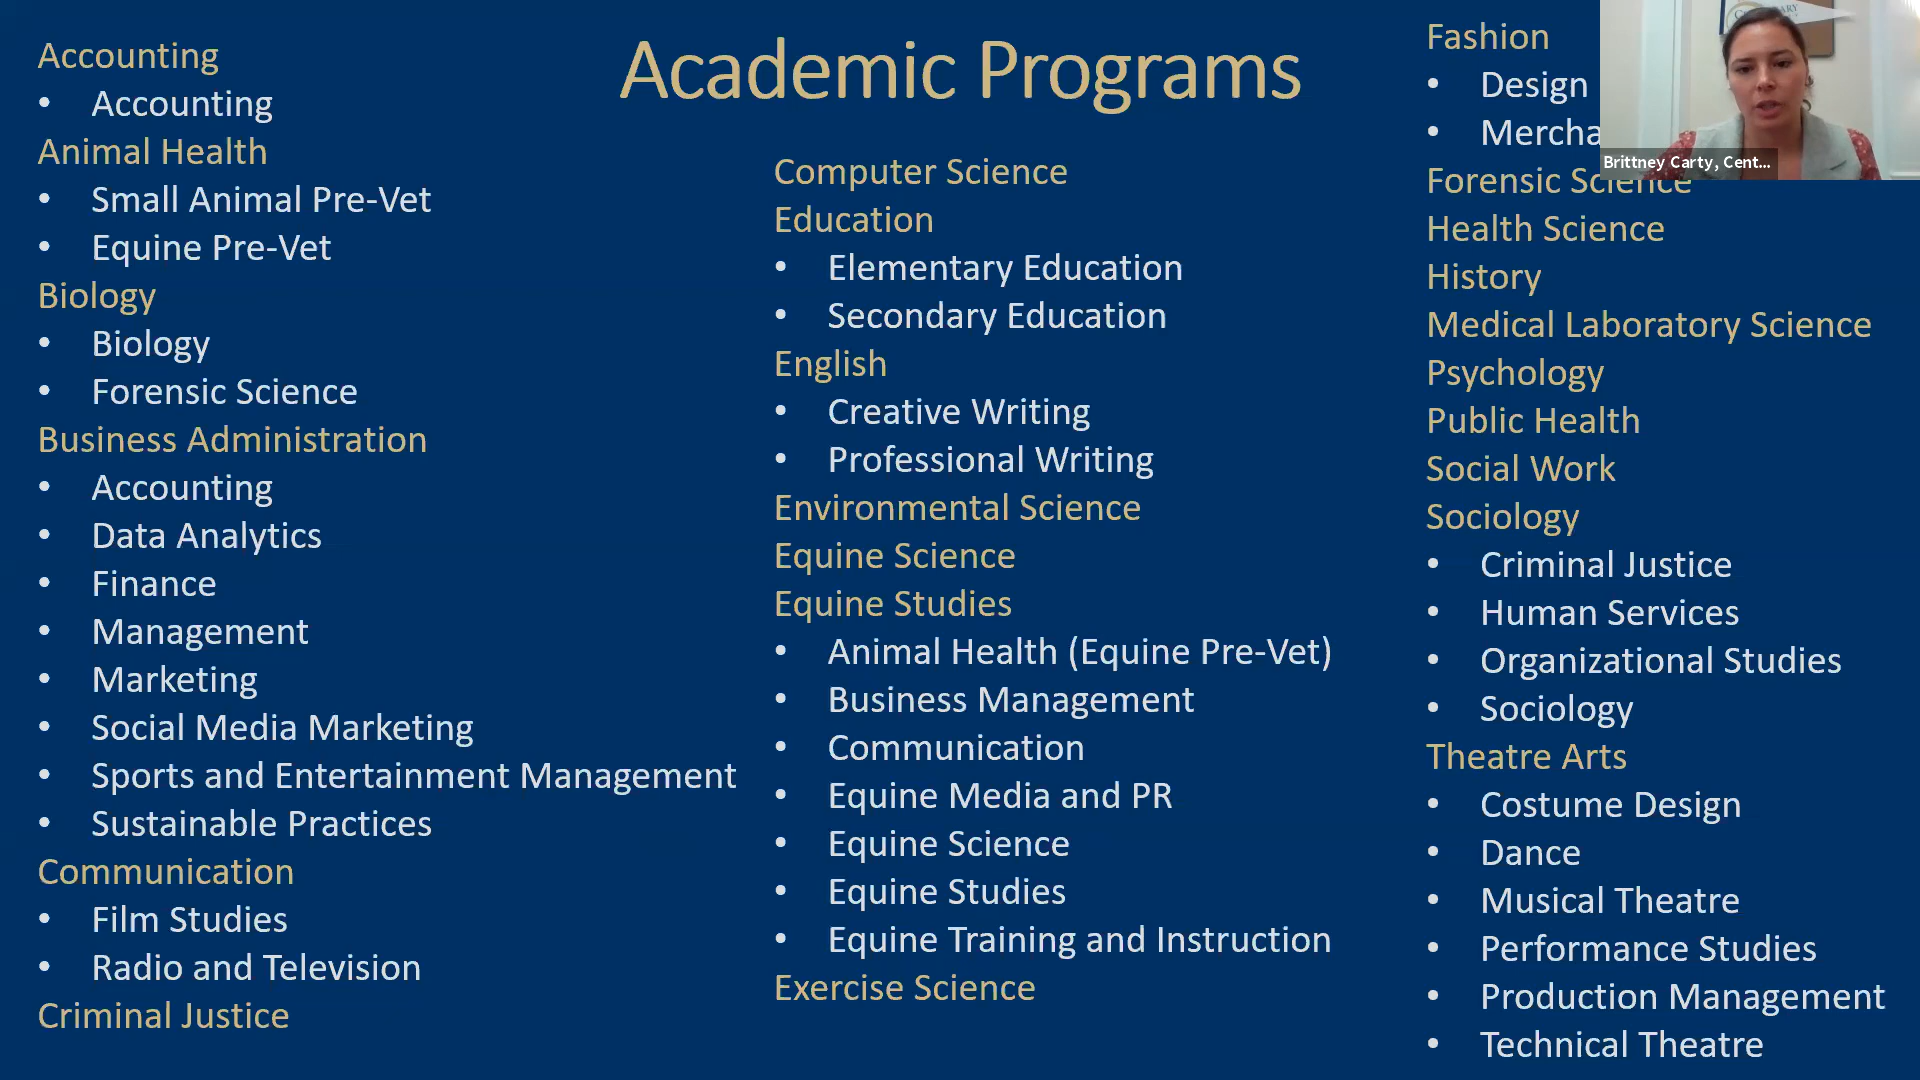 Academic Programs
Accounting
• Accounting
Animal Health
• Small Animal Pre-Vet
• Equine Pre-Vet
Biology
• Biology
• Forensic Science
Business Administration
• Accounting
• Data Analytics
• Finance
• Management
• Marketing
• Social Media Marketing
• Sports and Entertainment Management
• Sustainable Practices
Communication
• Film Studies
• Radio and Television
Criminal Justice
Computer Science
Education
• Elementary Education
• Secondary Education
English
• Creative Writing
• Professional Writing
Environmental Science
Equine Science
Equine Studies
• Animal Health (Equine Pre-Vet)
• Business Management
• Communication
• Equine Media and PR
• Equine Science
• Equine Studies
• Equine Training and Instruction
Exercise Science
Fashion
• Design
• Mercha
Forensic Science
Health Science
History
Medical Laboratory Science
Psychology
Public Health
Social Work
Sociology
• Criminal Justice
• Human Services
• Organizational Studies
• Sociology
Theatre Arts
• Costume Design
• Dance
• Musical Theatre
• Performance Studies
• Production Management
• Technical Theatre
Brittney Carty, Cent...